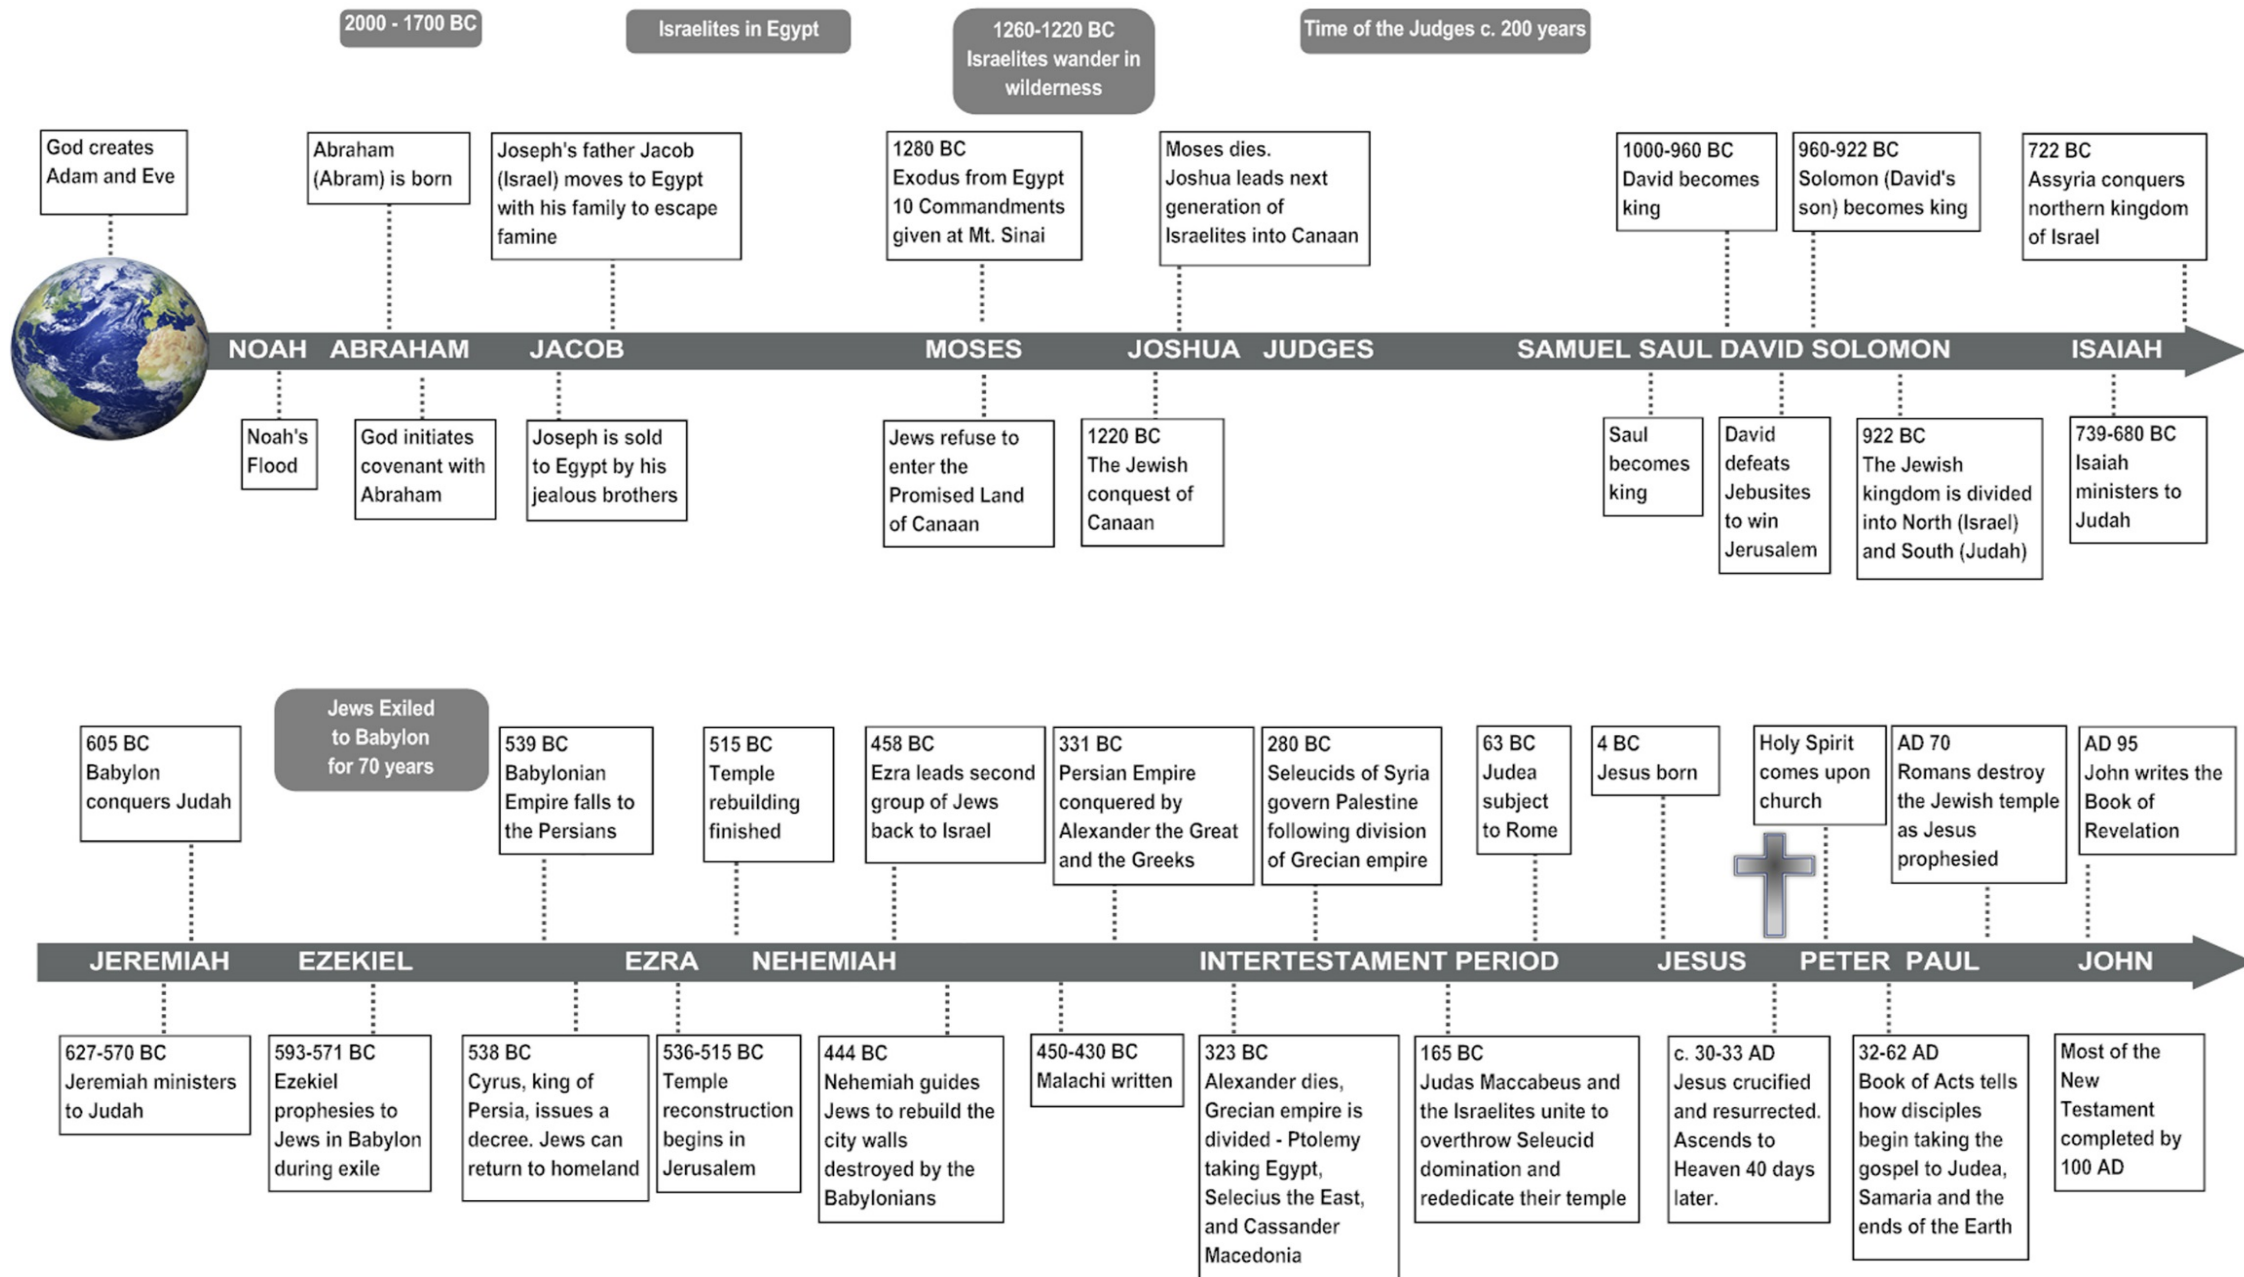 2000 - 1700 BC
Israelites in Egypt
1260-1220 BC
Israelites wander in
wilderness
Time of the Judges c. 200 years
God creates
Adam and Eve
Abraham
(Abram) is born
Joseph's father Jacob
(Israel) moves to Egypt
with his family to escape
famine
1280 BC
Exodus from Egypt
10 Commandments
given at Mt. Sinai
Moses dies.
Joshua leads next
generation of
Israelites into Canaan
1000-960 BC
David becomes
king
960-922 BC
Solomon (David's
son) becomes king
722 BC
Assyria conquers
northern kingdom
of Israel
NOAH ABRAHAM JACOB MOSES JOSHUA JUDGES SAMUEL SAUL DAVID SOLOMON ISAIAH
Noah's
Flood
God initiates
covenant with
Abraham
Joseph is sold
to Egypt by his
jealous brothers
Jews refuse to
enter the
Promised Land
of Canaan
1220 BC
The Jewish
conquest of
Canaan
Saul
becomes
king
David
defeats
Jebusites
to win
Jerusalem
922 BC
The Jewish
kingdom is divided
into North (Israel)
and South (Judah)
739-680 BC
Isaiah
ministers to
Judah
605 BC
Babylon
conquers Judah
Jews Exiled
to Babylon
for 70 years
539 BC
Babylonian
Empire falls to
the Persians
515 BC
Temple
rebuilding
finished
458 BC
Ezra leads second
group of Jews
back to Israel
331 BC
Persian Empire
conquered by
Alexander the Great
and the Greeks
280 BC
Seleucids of Syria
govern Palestine
following division
of Grecian empire
63 BC
Judea
subject
to Rome
4 BC
Jesus born
Holy Spirit
comes upon
church
AD 70
Romans destroy
the Jewish temple
as Jesus
prophesied
AD 95
John writes the
Book of
Revelation
JEREMIAH EZEKIEL EZRA NEHEMIAH INTERTESTAMENT PERIOD JESUS PETER PAUL JOHN
627-570 BC
Jeremiah ministers
to Judah
593-571 BC
Ezekiel
prophesies to
Jews in Babylon
during exile
538 BC
Cyrus, king of
Persia, issues a
decree. Jews can
return to homeland
536-515 BC
Temple
reconstruction
begins in
Jerusalem
444 BC
Nehemiah guides
Jews to rebuild the
city walls
destroyed by the
Babylonians
450-430 BC
Malachi written
323 BC
Alexander dies,
Grecian empire is
divided - Ptolemy
taking Egypt,
Selecius the East,
and Cassander
Macedonia
165 BC
Judas Maccabeus and
the Israelites unite to
overthrow Seleucid
domination and
rededicate their temple
c. 30-33 AD
Jesus crucified
and resurrected.
Ascends to
Heaven 40 days
later.
32-62 AD
Book of Acts tells
how disciples
begin taking the
gospel to Judea,
Samaria and the
ends of the Earth
Most of the
New
Testament
completed by
100 AD